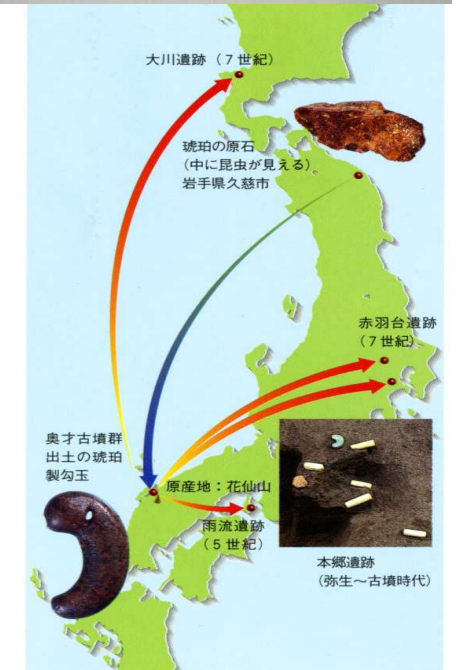 大川遺跡（７世紀）
琥珀の原石
（中に昆虫が見える）
岩手県久慈市
赤羽台遺跡
（７世紀）
奥才古墳群
出土の琥珀
製勾玉
原産地：花仙山
雨流遺跡
（５世紀）
本郷遺跡
（弥生～古墳時代）